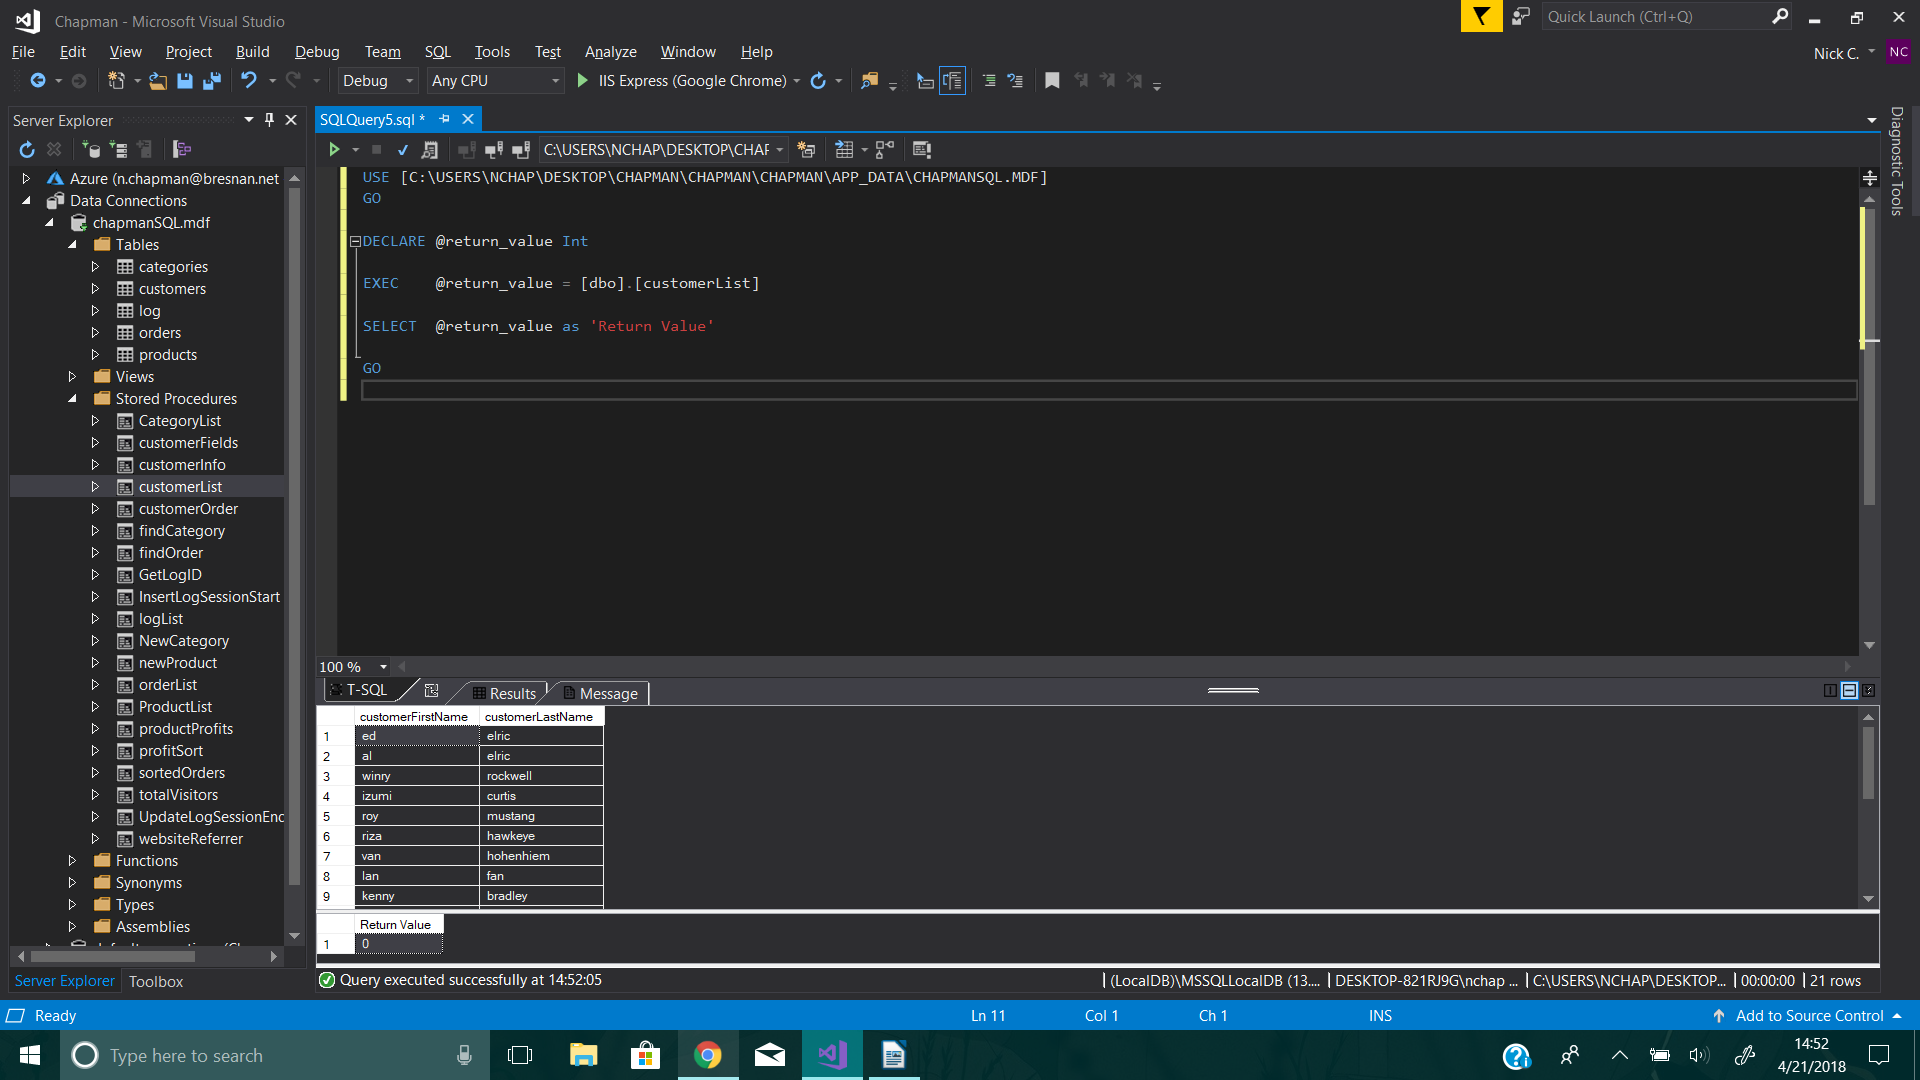 Chapman - Microsoft Visual Studio
Quick Launch (Ctrl+Q)
File Edit View Project Build Debug Team SQL Tools Test Analyze Window Help
Nick C. NC
Debug Any CPU IIS Express (Google Chrome)
Server Explorer
SQLQuery5.sql *
Diagnostic Tools
C:\USERS\NCHAP\DESKTOP\CHAP
Azure (n.chapman@bresnan.net
Data Connections
chapmanSQL.mdf
Tables
categories
customers
log
orders
products
Views
Stored Procedures
CategoryList
customerFields
customerInfo
customerList
customerOrder
findCategory
findOrder
GetLogID
InsertLogSessionStart
logList
NewCategory
newProduct
orderList
ProductList
productProfits
profitSort
sortedOrders
totalVisitors
UpdateLogSessionEnd
websiteReferrer
Functions
Synonyms
Types
Assemblies
Server Explorer Toolbox
USE [C:\USERS\NCHAP\DESKTOP\CHAPMAN\CHAPMAN\CHAPMAN\APP_DATA\CHAPMANSQL.MDF]
GO
DECLARE @return_value Int
EXEC @return_value = [dbo].[customerList]
SELECT @return_value as 'Return Value'
GO
100 %
T-SQL Results Message
customerFirstName customerLastName
1 ed elric
2 al elric
3 winry rockwell
4 izumi curtis
5 roy mustang
6 riza hawkeye
7 van hohenhiem
8 lan fan
9 kenny bradley
Return Value
1 0
Query executed successfully at 14:52:05
(LocalDB)\MSSQLLocalDB (13.... DESKTOP-821RJ9G\nchap ... C:\USERS\NCHAP\DESKTOP... 00:00:00 21 rows
Ready Ln 11 Col 1 Ch 1 INS Add to Source Control
Type here to search
14:52
4/21/2018